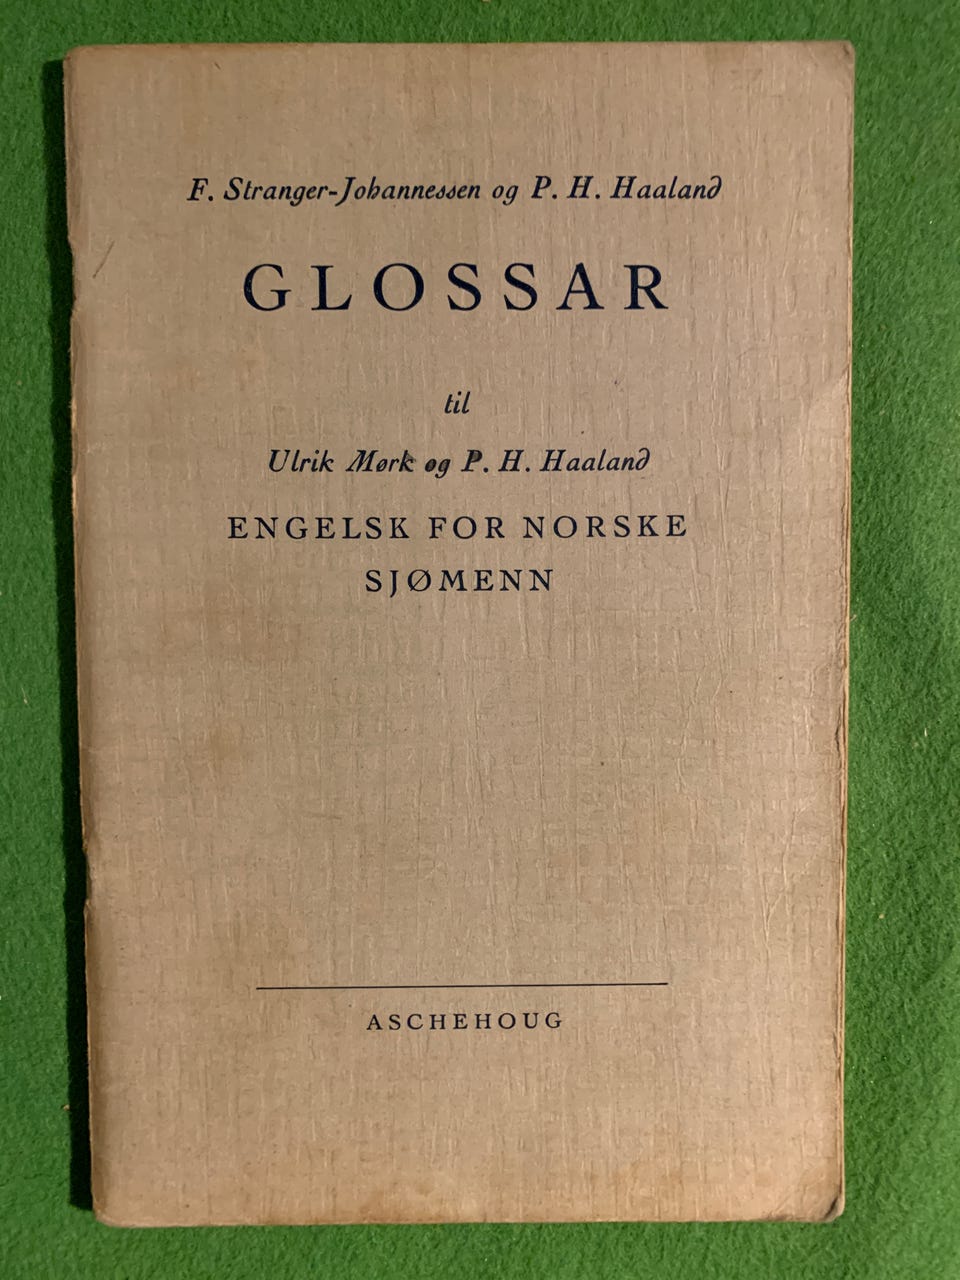 F. Stranger-Johannessen og P. H. Haaland
GLOSSAR
til
Ulrik Mørk og P. H. Haaland
ENGELSK FOR NORSKE
SJØMENN
ASCHEHOUG